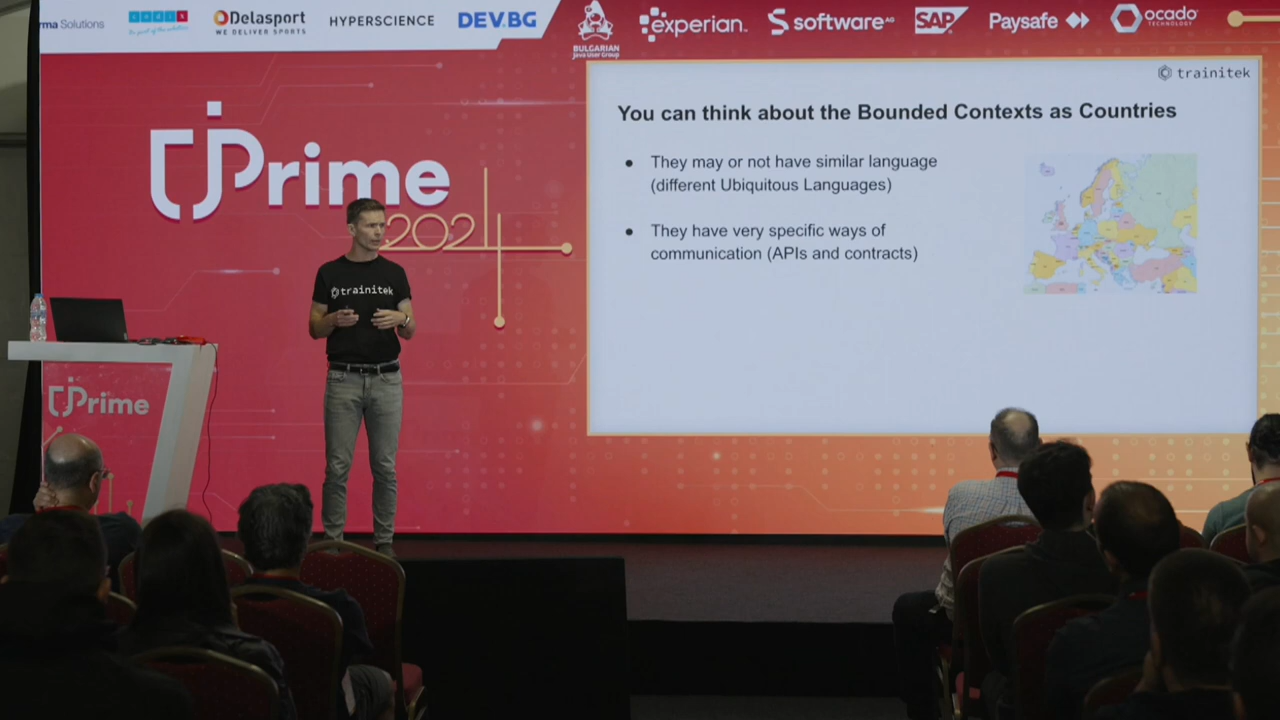 rma Solutions
Delasport
WE DELIVER SPORTS
HYPERSCIENCE
DEV.BG
BULGARIAN
Java User Group
experian.
software AG
SAP
Paysafe
ocado
TECHNOLOGY
jPrime
2024
trainitek
You can think about the Bounded Contexts as Countries
• They may or not have similar language
(different Ubiquitous Languages)
• They have very specific ways of
communication (APIs and contracts)
trainitek
jPrime